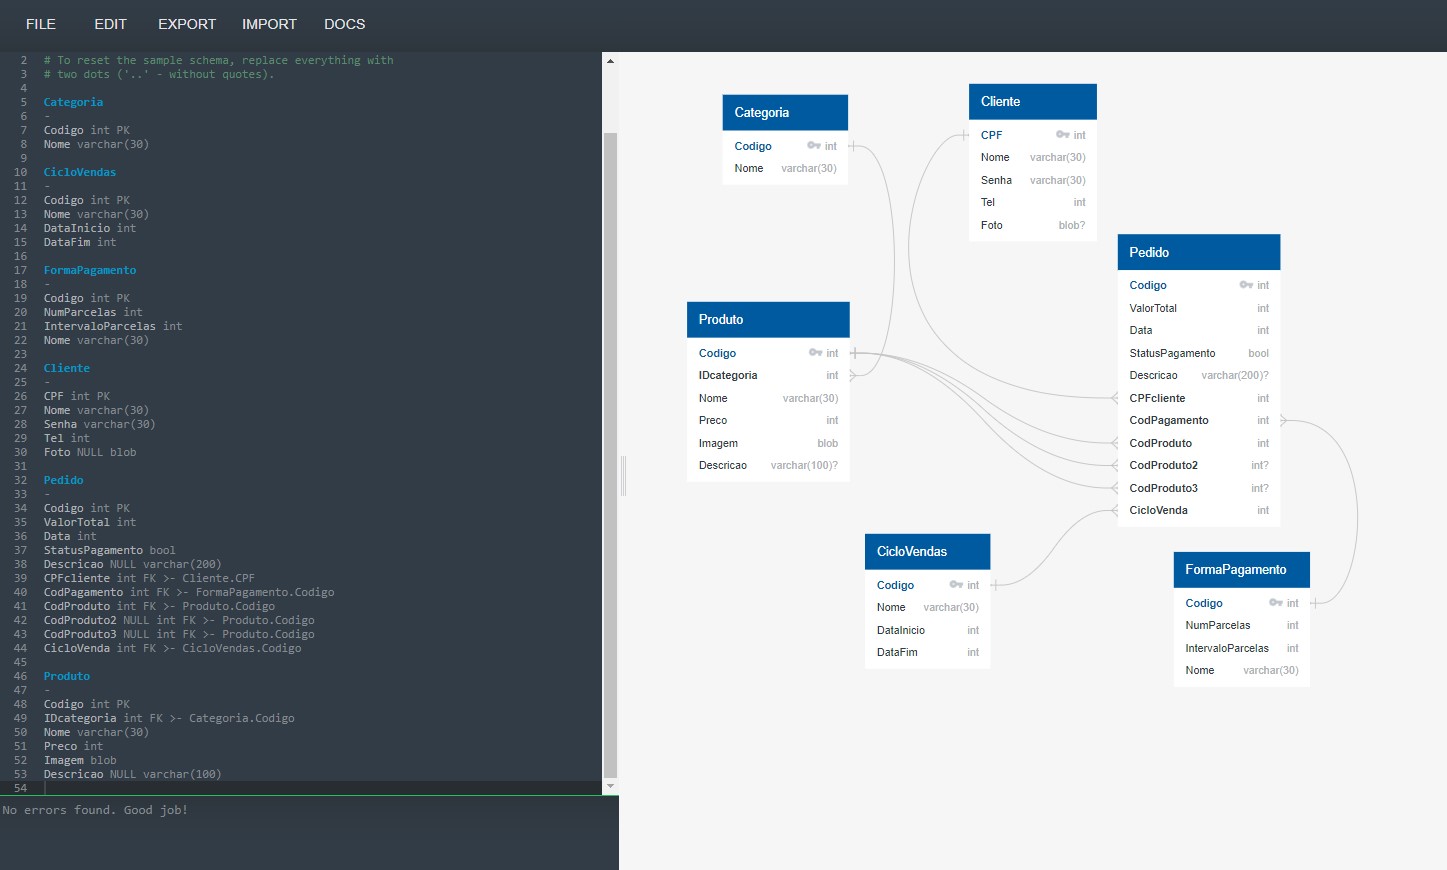 FILE EDIT EXPORT IMPORT DOCS
2 # To reset the sample schema, replace everything with
3 # two dots ('..' - without quotes).
4
5 Categoria
6 -
7 Codigo int PK
8 Nome varchar(30)
9
10 CicloVendas
11 -
12 Codigo int PK
13 Nome varchar(30)
14 DataInicio int
15 DataFim int
16
17 FormaPagamento
18 -
19 Codigo int PK
20 NumParcelas int
21 IntervaloParcelas int
22 Nome varchar(30)
23
24 Cliente
25 -
26 CPF int PK
27 Nome varchar(30)
28 Senha varchar(30)
29 Tel int
30 Foto NULL blob
31
32 Pedido
33 -
34 Codigo int PK
35 ValorTotal int
36 Data int
37 StatusPagamento bool
38 Descricao NULL varchar(200)
39 CPFcliente int FK >- Cliente.CPF
40 CodPagamento int FK >- FormaPagamento.Codigo
41 CodProduto int FK >- Produto.Codigo
42 CodProduto2 NULL int FK >- Produto.Codigo
43 CodProduto3 NULL int FK >- Produto.Codigo
44 CicloVenda int FK >- CicloVendas.Codigo
45
46 Produto
47 -
48 Codigo int PK
49 IDcategoria int FK >- Categoria.Codigo
50 Nome varchar(30)
51 Preco int
52 Imagem blob
53 Descricao NULL varchar(100)
54
No errors found. Good job!
Categoria
Codigo int
Nome varchar(30)
Cliente
CPF int
Nome varchar(30)
Senha varchar(30)
Tel int
Foto blob?
Pedido
Codigo int
ValorTotal int
Data int
StatusPagamento bool
Descricao varchar(200)?
CPFcliente int
CodPagamento int
CodProduto int
CodProduto2 int?
CodProduto3 int?
CicloVenda int
Produto
Codigo int
IDcategoria int
Nome varchar(30)
Preco int
Imagem blob
Descricao varchar(100)?
CicloVendas
Codigo int
Nome varchar(30)
DataInicio int
DataFim int
FormaPagamento
Codigo int
NumParcelas int
IntervaloParcelas int
Nome varchar(30)